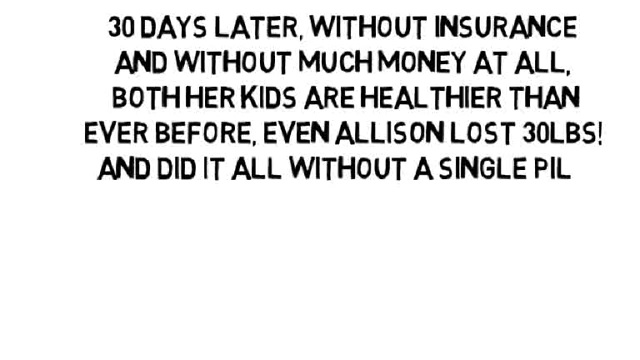 30 DAYS LATER, WITHOUT INSURANCE
AND WITHOUT MUCH MONEY AT ALL,
BOTH HER KIDS ARE HEALTHIER THAN
EVER BEFORE, EVEN ALLISON LOST 30LBS!
AND DID IT ALL WITHOUT A SINGLE PIL